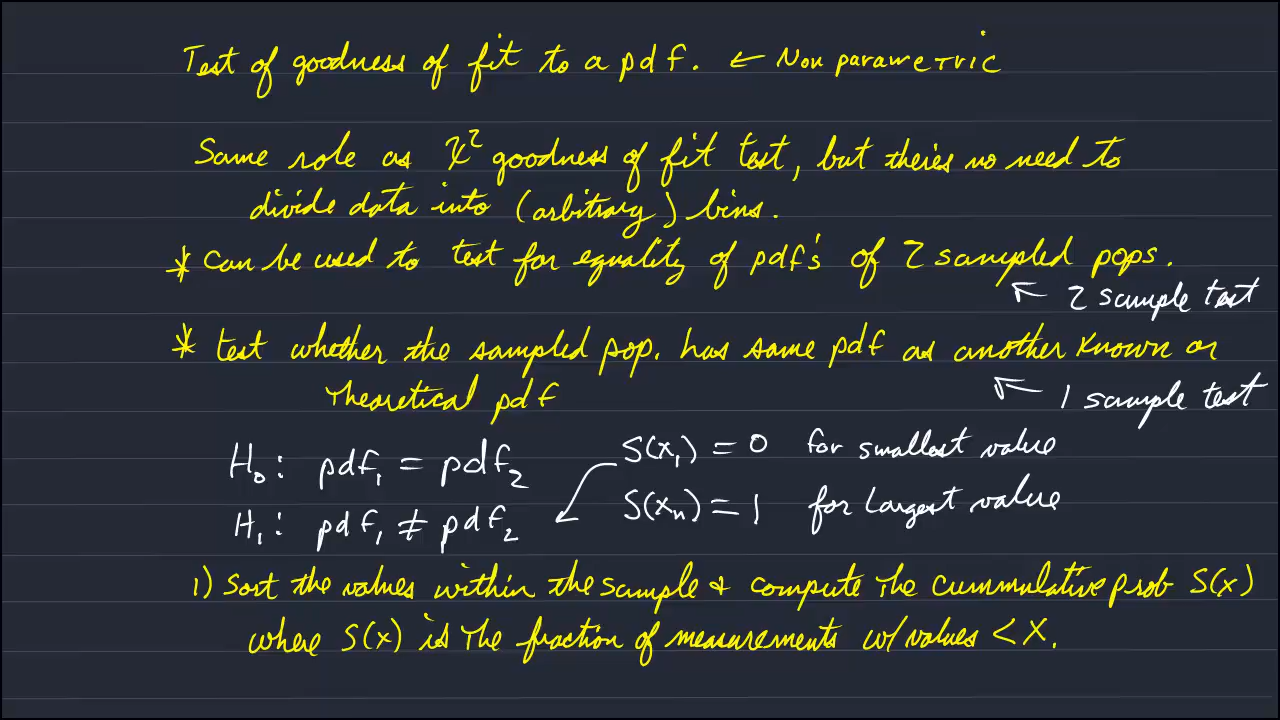 Test of goodness of fit to a pdf. ← Non parametric
Same role as χ² goodness of fit test, but there's no need to
divide data into (arbitrary) bins.
* Can be used to test for equality of pdf's of 2 sampled pops.
↖ 2 sample test
* test whether the sampled pop. has same pdf as another known or
theoretical pdf
↖ 1 sample test
H₀: pdf₁ = pdf₂
S(x₁) = 0 for smallest value
H₁: pdf₁ ≠ pdf₂
S(xₙ) = 1 for largest value
1) Sort the values within the sample & compute the cummulative prob S(x)
where S(x) is the fraction of measurements w/ values < X.